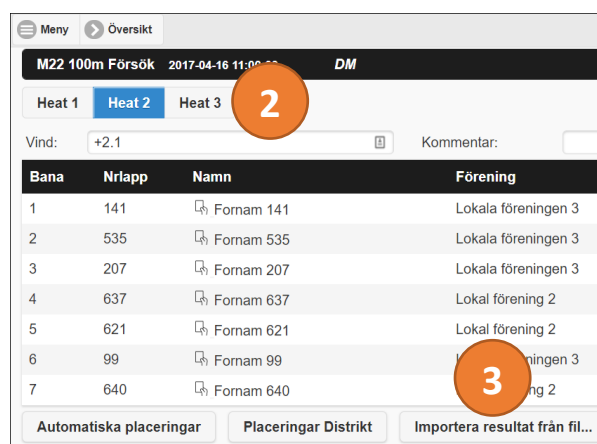 Meny Översikt
M22 100m Försök 2017-04-16 11:00 DM
Heat 1 Heat 2 Heat 3 2
Vind: +2.1 Kommentar:
Bana Nrlapp Namn Förening
1 141 Fornam 141 Lokala föreningen 3
2 535 Fornam 535 Lokala föreningen 3
3 207 Fornam 207 Lokala föreningen 3
4 637 Fornam 637 Lokal förening 2
5 621 Fornam 621 Lokal förening 2
6 99 Fornam 99 ningen 3
7 640 Fornam 640 ng 2
3
Automatiska placeringar Placeringar Distrikt Importera resultat från fil...